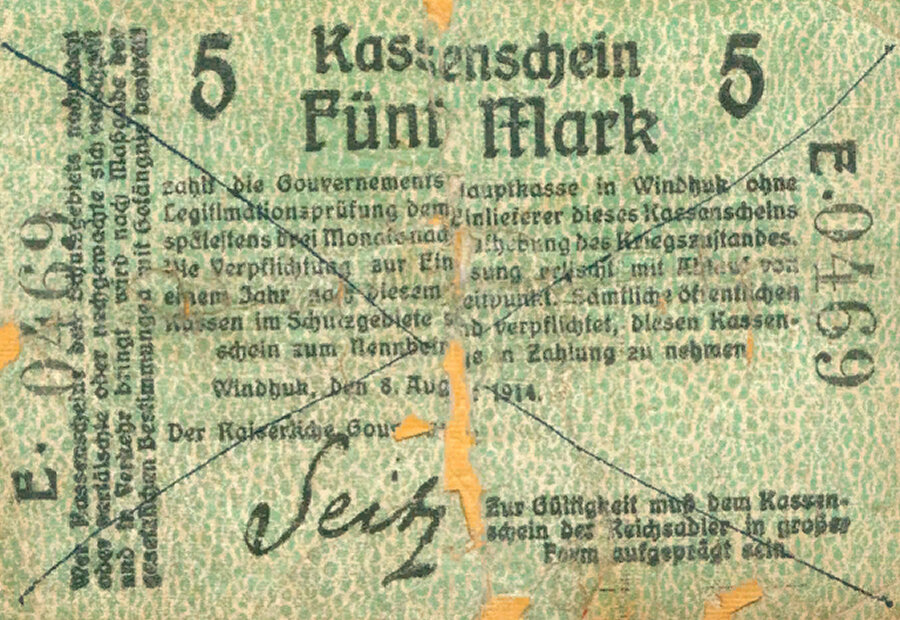 5 Kassenschein 5
Fünf Mark
zahlt die Gouvernements Hauptkasse in Windhuk ohne
Legitimationsprüfung dem Einlieferer dieses Kassenscheins
spätestens drei Monate nach Aufhebung des Kriegszustandes.
Die Verpflichtung zur Einlösung erlischt mit Ablauf von
einem Jahr nach diesem Zeitpunkt. Sämtliche öffentlichen
Kassen im Schutzgebiete sind verpflichtet, diesen Kassen-
schein zum Nennbetrage in Zahlung zu nehmen
Windhuk, den 8. August 1914.
Der Kaiserliche Gouverneur
Seitz
Zur Gültigkeit muß dem Kassen-
schein der Reichsadler in großer
Form aufgeprägt sein.
E. 0469
E. 0469
Wer Kassenscheine des Schutzgebiets nachmacht
oder verfälscht oder nachgemachte sich verschafft
und in Verkehr bringt, wird nach Maßgabe der
gesetzlichen Bestimmungen mit Gefängnis bestraft